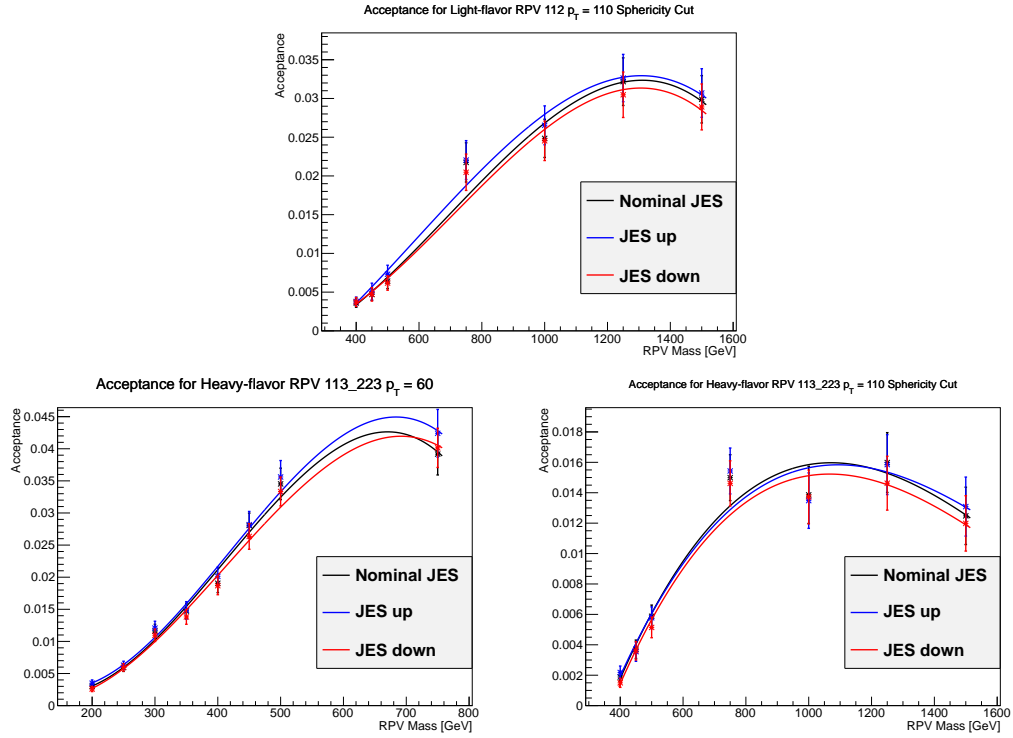 Acceptance for Light-flavor RPV 112 p_T = 110 Sphericity Cut
Acceptance
0.035
0.03
0.025
0.02
0.015
0.01
0.005
0
400 600 800 1000 1200 1400 1600
RPV Mass [GeV]
Nominal JES
JES up
JES down
Acceptance for Heavy-flavor RPV 113_223 p_T = 60
Acceptance
0.045
0.04
0.035
0.03
0.025
0.02
0.015
0.01
0.005
0
200 300 400 500 600 700 800
RPV Mass [GeV]
Nominal JES
JES up
JES down
Acceptance for Heavy-flavor RPV 113_223 p_T = 110 Sphericity Cut
Acceptance
0.018
0.016
0.014
0.012
0.01
0.008
0.006
0.004
0.002
0
400 600 800 1000 1200 1400 1600
RPV Mass [GeV]
Nominal JES
JES up
JES down